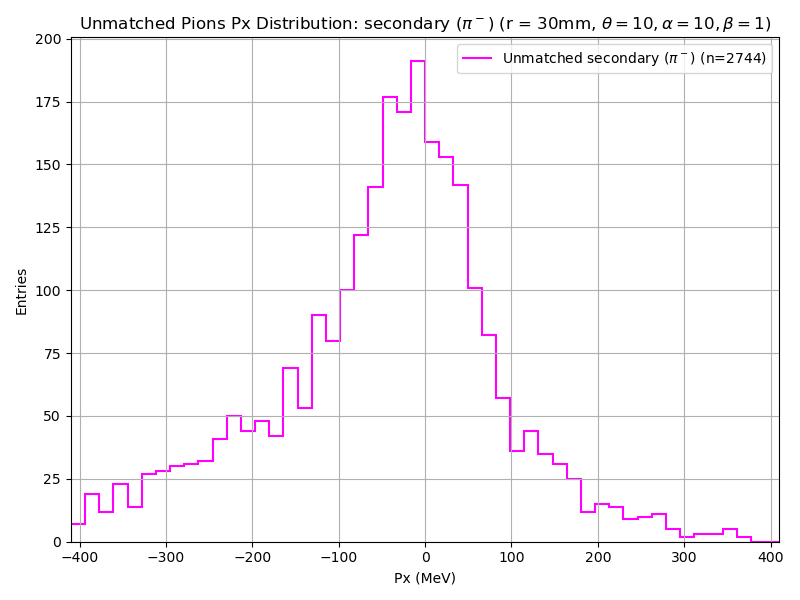 Unmatched Pions Px Distribution: secondary (π⁻) (r = 30mm, θ = 10, α = 10, β = 1)
Unmatched secondary (π⁻) (n=2744)
200
175
150
125
100
75
50
25
0
Entries
−400 −300 −200 −100 0 100 200 300 400
Px (MeV)